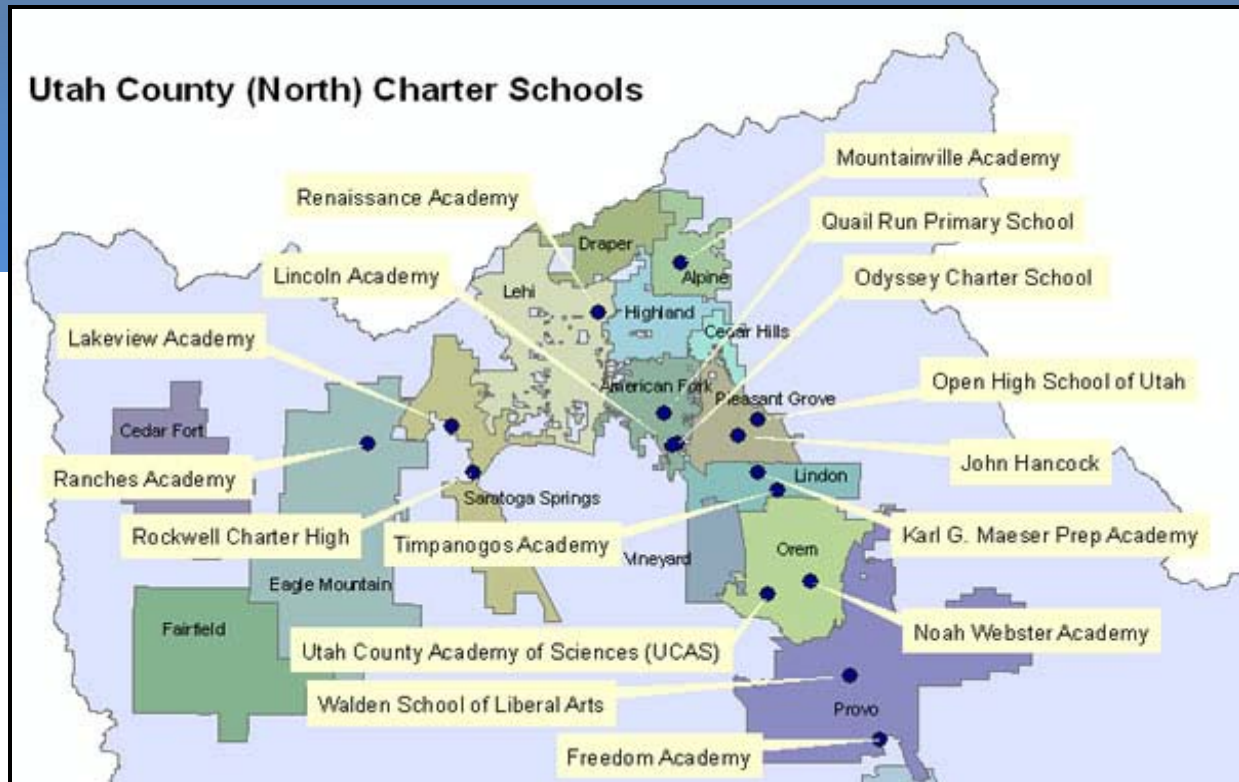 Utah County (North) Charter Schools
Mountainville Academy
Renaissance Academy
Quail Run Primary School
Draper
Lincoln Academy
Odyssey Charter School
Alpine
Lehi
Highland
Lakeview Academy
Cedar Hills
Open High School of Utah
American Fork
Pleasant Grove
Cedar Fort
John Hancock
Ranches Academy
Lindon
Saratoga Springs
Rockwell Charter High
Timpanogos Academy
Karl G. Maeser Prep Academy
Orem
Vineyard
Eagle Mountain
Fairfield
Noah Webster Academy
Utah County Academy of Sciences (UCAS)
Walden School of Liberal Arts
Provo
Freedom Academy